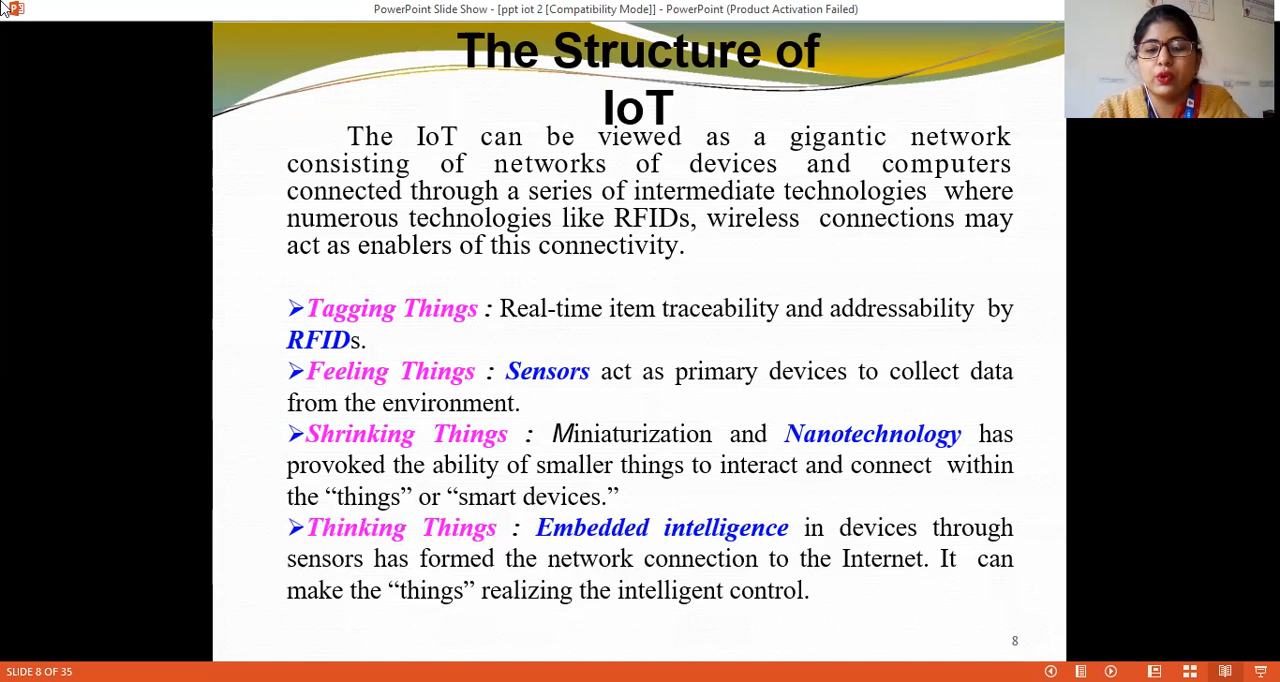 PowerPoint Slide Show - [ppt iot 2 [Compatibility Mode]] - PowerPoint (Product Activation Failed)
The Structure of
IoT
The IoT can be viewed as a gigantic network
consisting of networks of devices and computers
connected through a series of intermediate technologies where
numerous technologies like RFIDs, wireless connections may
act as enablers of this connectivity.
➢Tagging Things : Real-time item traceability and addressability by
RFIDs.
➢Feeling Things : Sensors act as primary devices to collect data
from the environment.
➢Shrinking Things : Miniaturization and Nanotechnology has
provoked the ability of smaller things to interact and connect within
the “things” or “smart devices.”
➢Thinking Things : Embedded intelligence in devices through
sensors has formed the network connection to the Internet. It can
make the “things” realizing the intelligent control.
8
SLIDE 8 OF 35